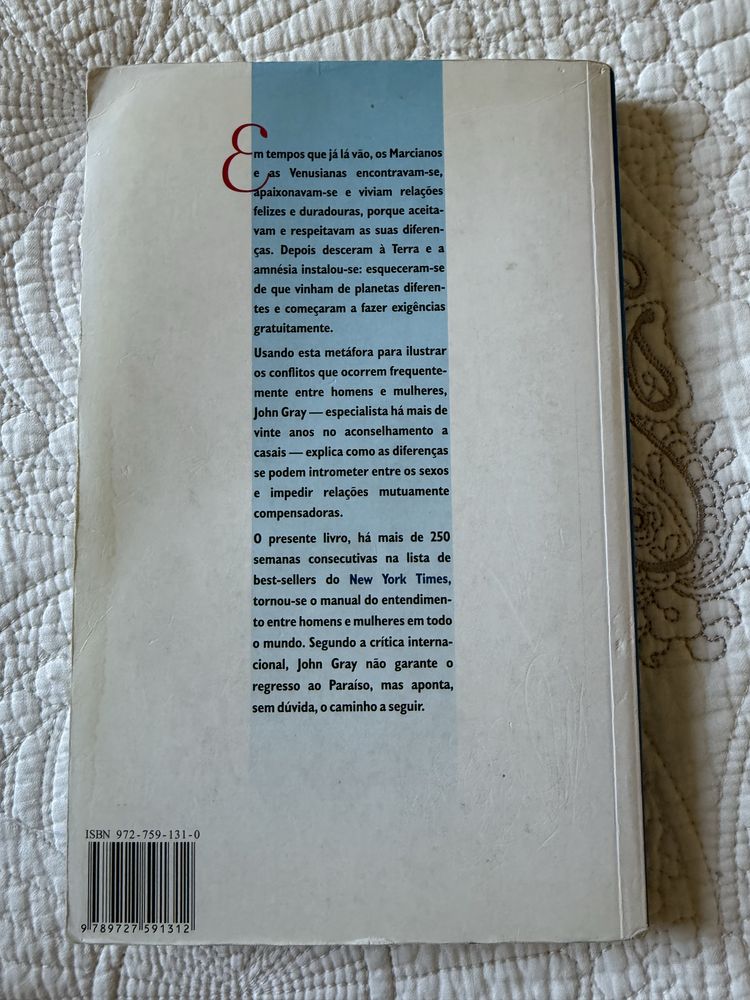 Em tempos que já lá vão, os Marcianos
e as Venusianas encontravam-se,
apaixonavam-se e viviam relações
felizes e duradouras, porque aceita-
vam e respeitavam as suas diferen-
ças. Depois desceram à Terra e a
amnésia instalou-se: esqueceram-se
de que vinham de planetas diferen-
tes e começaram a fazer exigências
gratuitamente.
Usando esta metáfora para ilustrar
os conflitos que ocorrem frequente-
mente entre homens e mulheres,
John Gray — especialista há mais de
vinte anos no aconselhamento a
casais — explica como as diferenças
se podem intrometer entre os sexos
e impedir relações mutuamente
compensadoras.
O presente livro, há mais de 250
semanas consecutivas na lista de
best-sellers do New York Times,
tornou-se o manual do entendimen-
to entre homens e mulheres em todo
o mundo. Segundo a crítica interna-
cional, John Gray não garante o
regresso ao Paraíso, mas aponta,
sem dúvida, o caminho a seguir.
ISBN 972-759-131-0
9 789727 591312